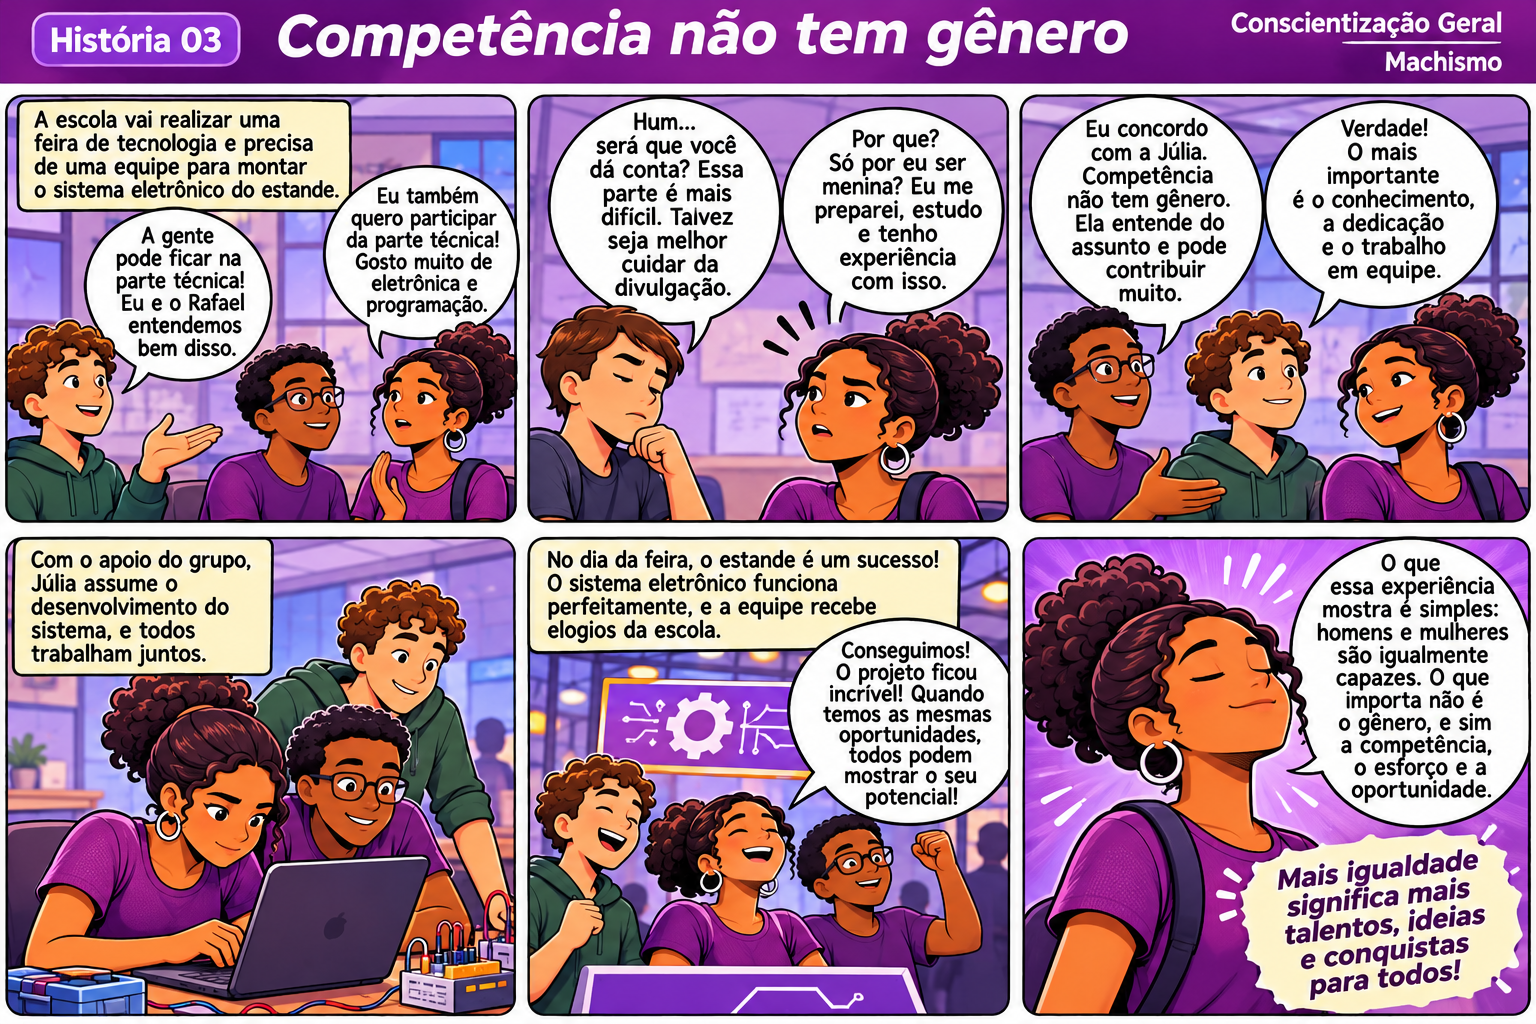 História 03
Competência não tem gênero
Conscientização Geral
Machismo
A escola vai realizar uma
feira de tecnologia e precisa
de uma equipe para montar
o sistema eletrônico do estande.
A gente
pode ficar na
parte técnica!
Eu e o Rafael
entendemos
bem disso.
Eu também
quero participar
da parte técnica!
Gosto muito de
eletrônica e
programação.
Hum...
será que você
dá conta? Essa
parte é mais
difícil. Talvez
seja melhor
cuidar da
divulgação.
Por que?
Só por eu ser
menina? Eu me
preparei, estudo
e tenho
experiência
com isso.
Eu concordo
com a Júlia.
Competência
não tem gênero.
Ela entende do
assunto e pode
contribuir
muito.
Verdade!
O mais
importante
é o conhecimento,
a dedicação
e o trabalho
em equipe.
Com o apoio do grupo,
Júlia assume o
desenvolvimento do
sistema, e todos
trabalham juntos.
No dia da feira, o estande é um sucesso!
O sistema eletrônico funciona
perfeitamente, e a equipe recebe
elogios da escola.
Conseguimos!
O projeto ficou
incrível! Quando
temos as mesmas
oportunidades,
todos podem
mostrar o seu
potencial!
O que
essa experiência
mostra é simples:
homens e mulheres
são igualmente
capazes. O que
importa não é
o gênero, e sim
a competência,
o esforço e a
oportunidade.
Mais igualdade
significa mais
talentos, ideias
e conquistas
para todos!